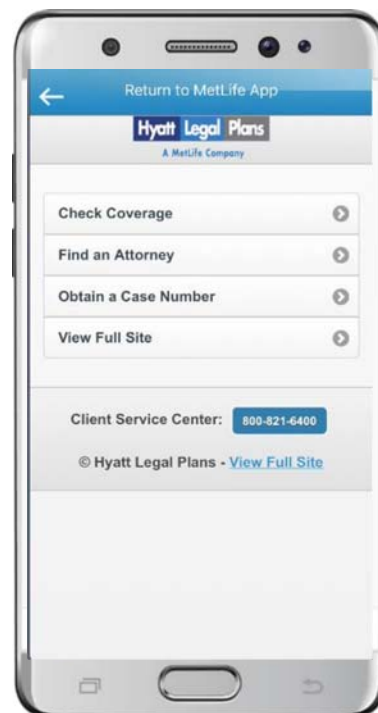 Return to MetLife App
Hyatt Legal Plans
A MetLife Company
Check Coverage
Find an Attorney
Obtain a Case Number
View Full Site
Client Service Center: 800-821-6400
© Hyatt Legal Plans - View Full Site